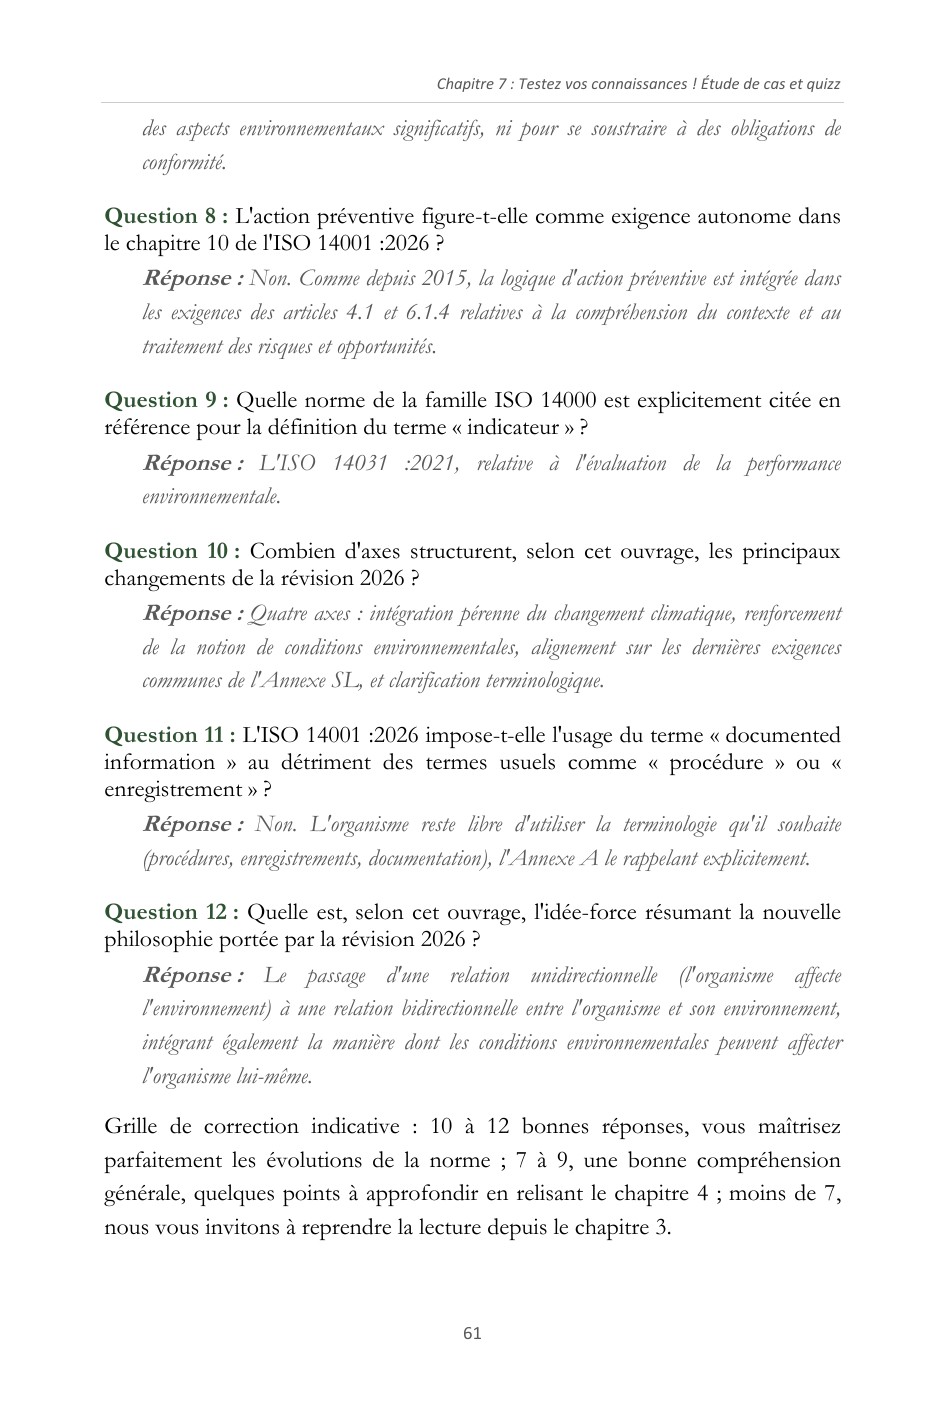 Chapitre 7 : Testez vos connaissances ! Étude de cas et quizz
des aspects environnementaux significatifs, ni pour se soustraire à des obligations de
conformité.
Question 8 : L'action préventive figure-t-elle comme exigence autonome dans
le chapitre 10 de l'ISO 14001 :2026 ?
Réponse : Non. Comme depuis 2015, la logique d'action préventive est intégrée dans
les exigences des articles 4.1 et 6.1.4 relatives à la compréhension du contexte et au
traitement des risques et opportunités.
Question 9 : Quelle norme de la famille ISO 14000 est explicitement citée en
référence pour la définition du terme « indicateur » ?
Réponse : L'ISO 14031 :2021, relative à l'évaluation de la performance
environnementale.
Question 10 : Combien d'axes structurent, selon cet ouvrage, les principaux
changements de la révision 2026 ?
Réponse : Quatre axes : intégration pérenne du changement climatique, renforcement
de la notion de conditions environnementales, alignement sur les dernières exigences
communes de l'Annexe SL, et clarification terminologique.
Question 11 : L'ISO 14001 :2026 impose-t-elle l'usage du terme « documented
information » au détriment des termes usuels comme « procédure » ou «
enregistrement » ?
Réponse : Non. L'organisme reste libre d'utiliser la terminologie qu'il souhaite
(procédures, enregistrements, documentation), l'Annexe A le rappelant explicitement.
Question 12 : Quelle est, selon cet ouvrage, l'idée-force résumant la nouvelle
philosophie portée par la révision 2026 ?
Réponse : Le passage d'une relation unidirectionnelle (l'organisme affecte
l'environnement) à une relation bidirectionnelle entre l'organisme et son environnement,
intégrant également la manière dont les conditions environnementales peuvent affecter
l'organisme lui-même.
Grille de correction indicative : 10 à 12 bonnes réponses, vous maîtrisez
parfaitement les évolutions de la norme ; 7 à 9, une bonne compréhension
générale, quelques points à approfondir en relisant le chapitre 4 ; moins de 7,
nous vous invitons à reprendre la lecture depuis le chapitre 3.
61